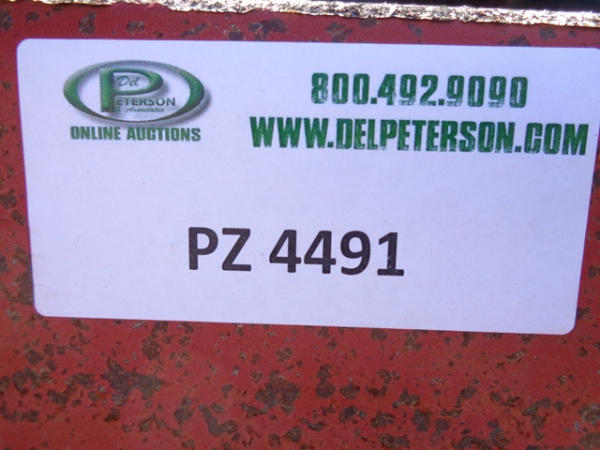 Del
PETERSON
& Associates
ONLINE AUCTIONS
800.492.9090
WWW.DELPETERSON.COM
PZ 4491